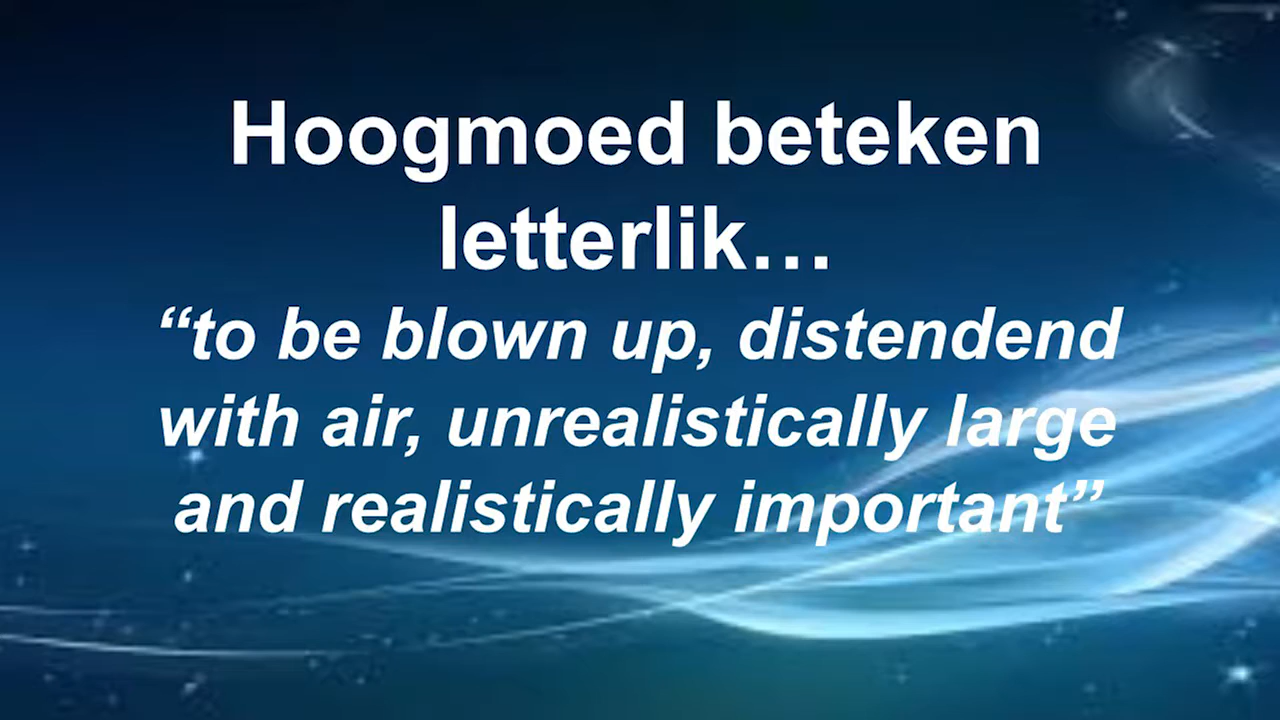 Hoogmoed beteken
letterlik…
“to be blown up, distendend
with air, unrealistically large
and realistically important”